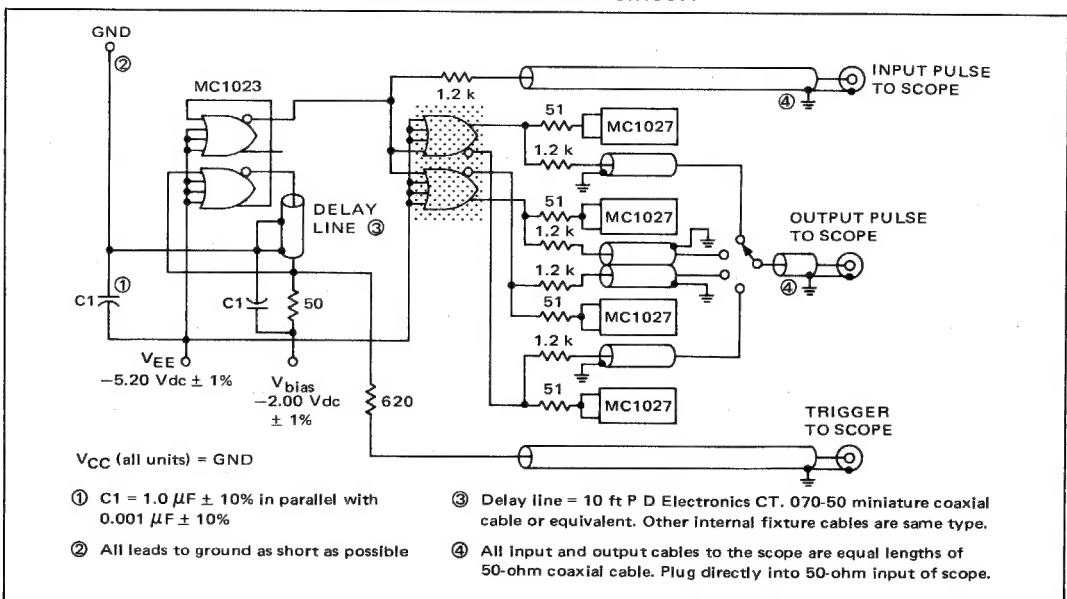 GND
②
MC1023
1.2 k
④
INPUT PULSE
TO SCOPE
51
MC1027
1.2 k
51
MC1027
1.2 k
DELAY
LINE ③
OUTPUT PULSE
TO SCOPE
④
1.2 k
①
C1
C1
50
51
MC1027
1.2 k
VEE
−5.20 Vdc ± 1%
Vbias
−2.00 Vdc
± 1%
620
51
MC1027
TRIGGER
TO SCOPE
VCC (all units) = GND
① C1 = 1.0 μF ± 10% in parallel with
0.001 μF ± 10%
② All leads to ground as short as possible
③ Delay line = 10 ft P D Electronics CT. 070-50 miniature coaxial
cable or equivalent. Other internal fixture cables are same type.
④ All input and output cables to the scope are equal lengths of
50-ohm coaxial cable. Plug directly into 50-ohm input of scope.